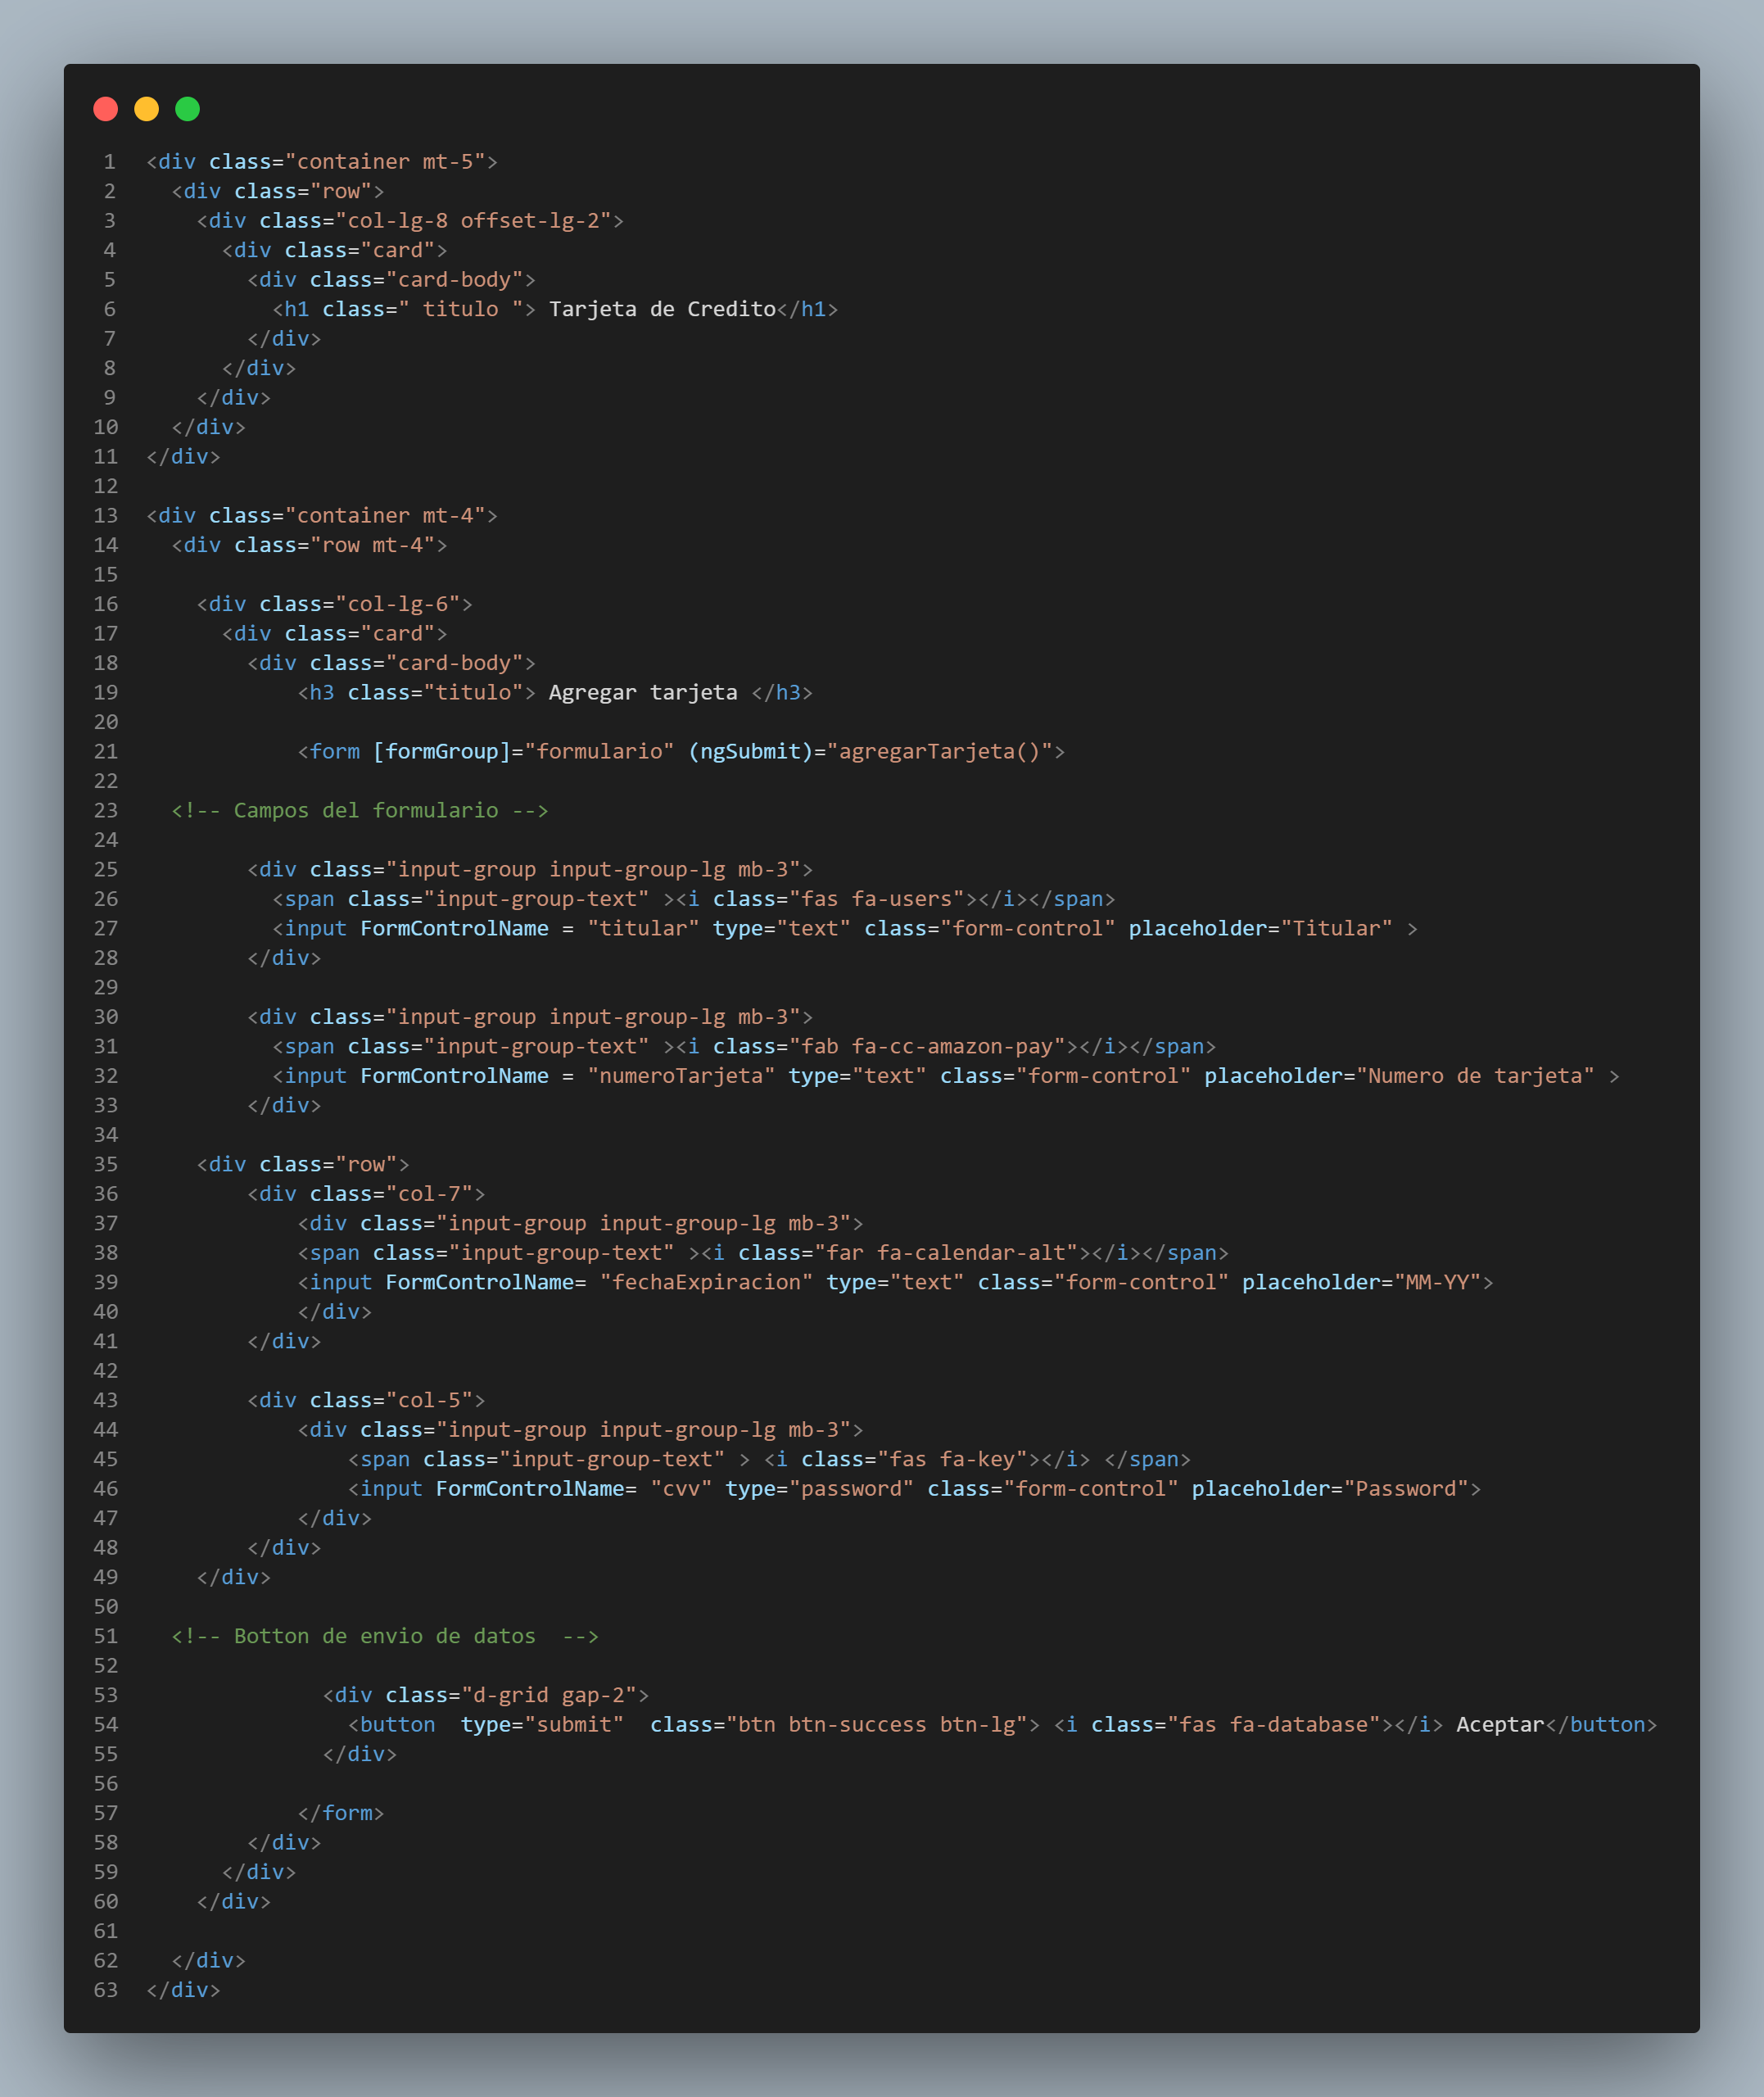 1 <div class="container mt-5">
2   <div class="row">
3     <div class="col-lg-8 offset-lg-2">
4       <div class="card">
5         <div class="card-body">
6           <h1 class=" titulo "> Tarjeta de Credito</h1>
7         </div>
8       </div>
9     </div>
10   </div>
11 </div>
12
13 <div class="container mt-4">
14   <div class="row mt-4">
15
16     <div class="col-lg-6">
17       <div class="card">
18         <div class="card-body">
19             <h3 class="titulo"> Agregar tarjeta </h3>
20
21             <form [formGroup]="formulario" (ngSubmit)="agregarTarjeta()">
22
23   <!-- Campos del formulario -->
24
25         <div class="input-group input-group-lg mb-3">
26           <span class="input-group-text" ><i class="fas fa-users"></i></span>
27           <input FormControlName = "titular" type="text" class="form-control" placeholder="Titular" >
28         </div>
29
30         <div class="input-group input-group-lg mb-3">
31           <span class="input-group-text" ><i class="fab fa-cc-amazon-pay"></i></span>
32           <input FormControlName = "numeroTarjeta" type="text" class="form-control" placeholder="Numero de tarjeta" >
33         </div>
34
35     <div class="row">
36         <div class="col-7">
37             <div class="input-group input-group-lg mb-3">
38             <span class="input-group-text" ><i class="far fa-calendar-alt"></i></span>
39             <input FormControlName= "fechaExpiracion" type="text" class="form-control" placeholder="MM-YY">
40             </div>
41         </div>
42
43         <div class="col-5">
44             <div class="input-group input-group-lg mb-3">
45                 <span class="input-group-text" > <i class="fas fa-key"></i> </span>
46                 <input FormControlName= "cvv" type="password" class="form-control" placeholder="Password">
47             </div>
48         </div>
49     </div>
50
51   <!-- Botton de envio de datos  -->
52
53               <div class="d-grid gap-2">
54                 <button  type="submit"  class="btn btn-success btn-lg"> <i class="fas fa-database"></i> Aceptar</button>
55               </div>
56
57             </form>
58         </div>
59       </div>
60     </div>
61
62   </div>
63 </div>